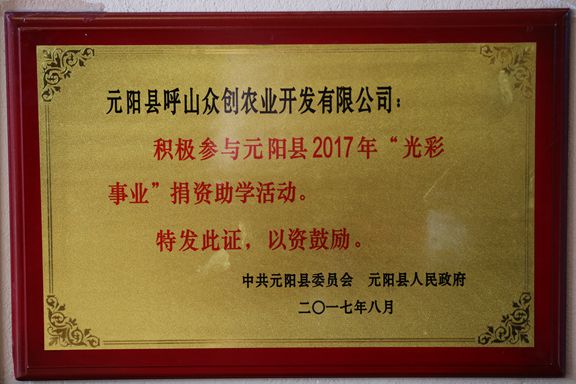 元阳县呼山众创农业开发有限公司：
积极参与元阳县2017年“光彩
事业”捐资助学活动。
特发此证，以资鼓励。
中共元阳县委员会　元阳县人民政府
二〇一七年八月